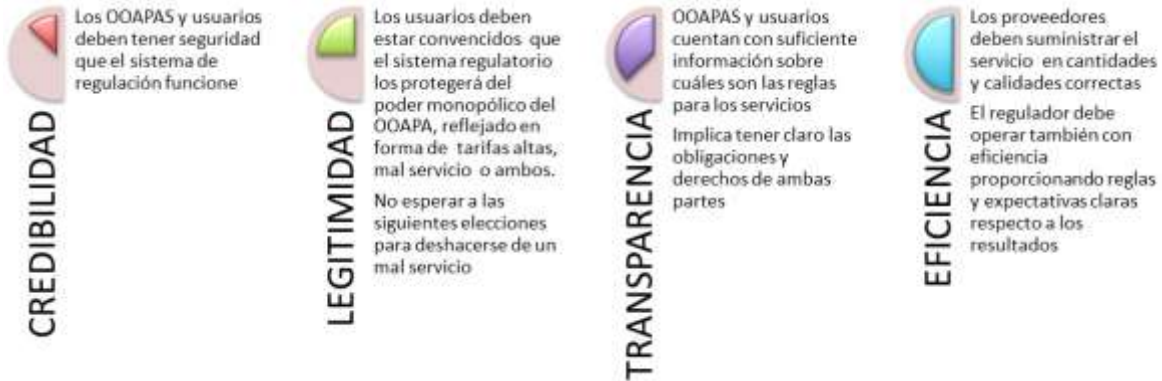 CREDIBILIDAD
Los OOAPAS y usuarios
deben tener seguridad
que el sistema de
regulación funcione
LEGITIMIDAD
Los usuarios deben
estar convencidos que
el sistema regulatorio
los protegerá del
poder monopólico del
OOAPA, reflejado en
forma de tarifas altas,
mal servicio o ambos.
No esperar a las
siguientes elecciones
para deshacerse de un
mal servicio
TRANSPARENCIA
OOAPAS y usuarios
cuentan con suficiente
información sobre
cuáles son las reglas
para los servicios
Implica tener claro las
obligaciones y
derechos de ambas
partes
EFICIENCIA
Los proveedores
deben suministrar el
servicio en cantidades
y calidades correctas
El regulador debe
operar también con
eficiencia
proporcionando reglas
y expectativas claras
respecto a los
resultados